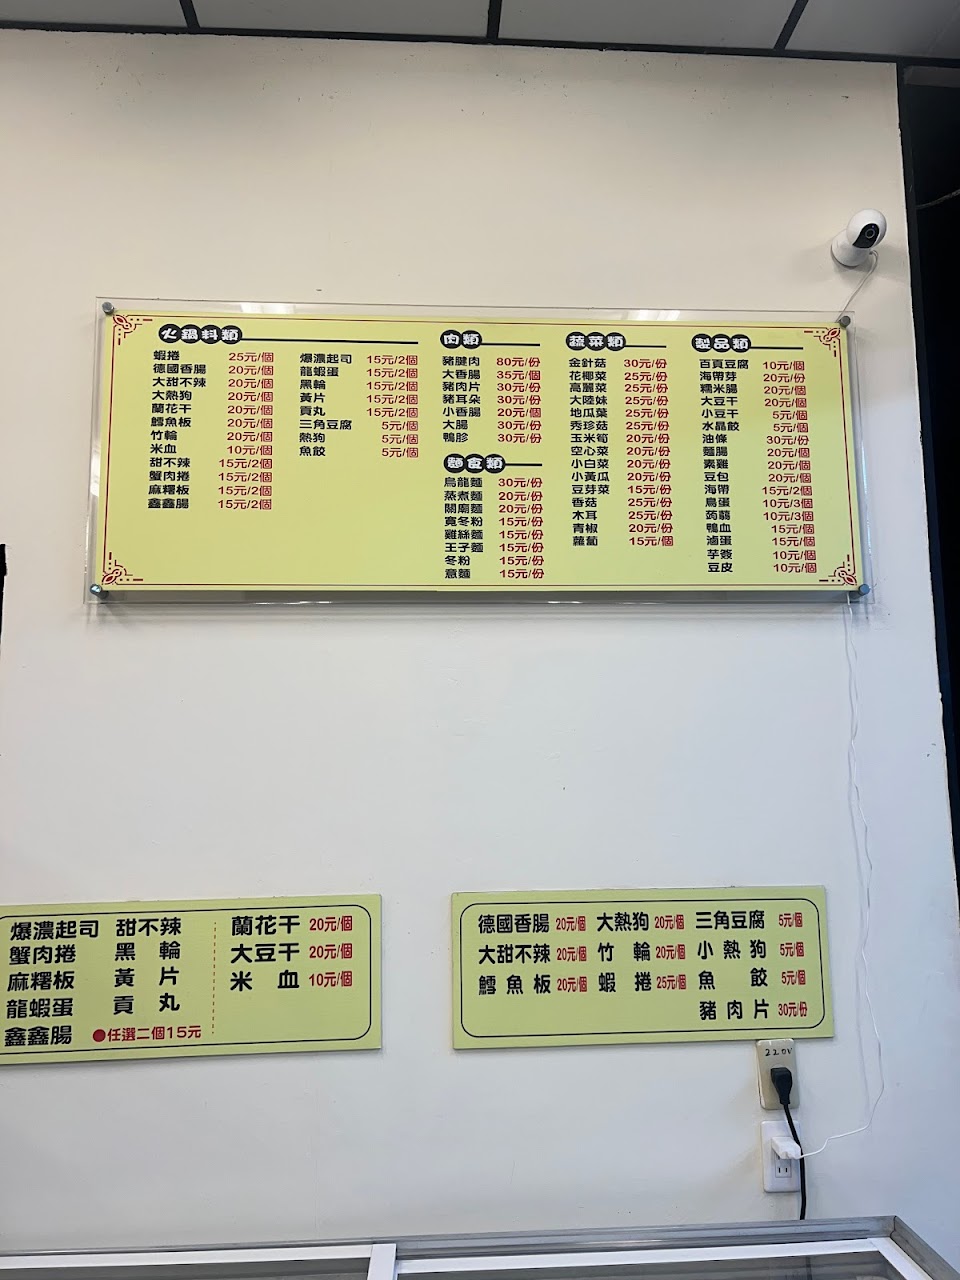 火鍋料類
蝦捲 25元/個
德國香腸 20元/個
大甜不辣 20元/個
大熱狗 20元/個
蘭花干 20元/個
鱈魚板 20元/個
竹輪 20元/個
米血 10元/個
甜不辣 15元/2個
蟹肉捲 15元/2個
麻糬板 15元/2個
鑫鑫腸 15元/2個
爆濃起司 15元/2個
龍蝦蛋 15元/2個
黑輪 15元/2個
黃片 15元/2個
貢丸 15元/2個
三角豆腐 5元/個
熱狗 5元/個
魚餃 5元/個
肉類
豬腱肉 80元/份
大香腸 35元/個
豬肉片 30元/份
豬耳朵 30元/份
小香腸 20元/個
大腸 30元/份
鴨胗 30元/份
麵食類
烏龍麵 30元/份
蒸煮麵 20元/份
關廟麵 20元/份
寬冬粉 15元/份
雞絲麵 15元/份
王子麵 15元/份
冬粉 15元/份
意麵 15元/份
蔬菜類
金針菇 30元/份
花椰菜 25元/份
高麗菜 25元/份
大陸妹 25元/份
地瓜葉 25元/份
秀珍菇 25元/份
玉米筍 20元/份
空心菜 20元/份
小白菜 20元/份
小黃瓜 20元/份
豆芽菜 15元/份
香菇 25元/份
木耳 25元/份
青椒 20元/份
蘿蔔 15元/個
製品類
百頁豆腐 10元/個
海帶芽 20元/份
糯米腸 20元/個
大豆干 20元/個
小豆干 5元/個
水晶餃 5元/個
油條 30元/份
麵腸 20元/個
素雞 20元/個
豆包 20元/個
海帶 15元/2個
鳥蛋 10元/3個
蒟蒻 10元/3個
鴨血 15元/個
滷蛋 15元/個
芋簽 10元/個
豆皮 10元/個
爆濃起司 甜不辣
蟹肉捲 黑輪
麻糬板 黃片
龍蝦蛋 貢丸
鑫鑫腸 ●任選二個15元
蘭花干 20元/個
大豆干 20元/個
米血 10元/個
德國香腸 20元/個 大熱狗 20元/個 三角豆腐 5元/個
大甜不辣 20元/個 竹輪 20元/個 小熱狗 5元/個
鱈魚板 20元/個 蝦捲 25元/個 魚餃 5元/個
豬肉片 30元/份
220V